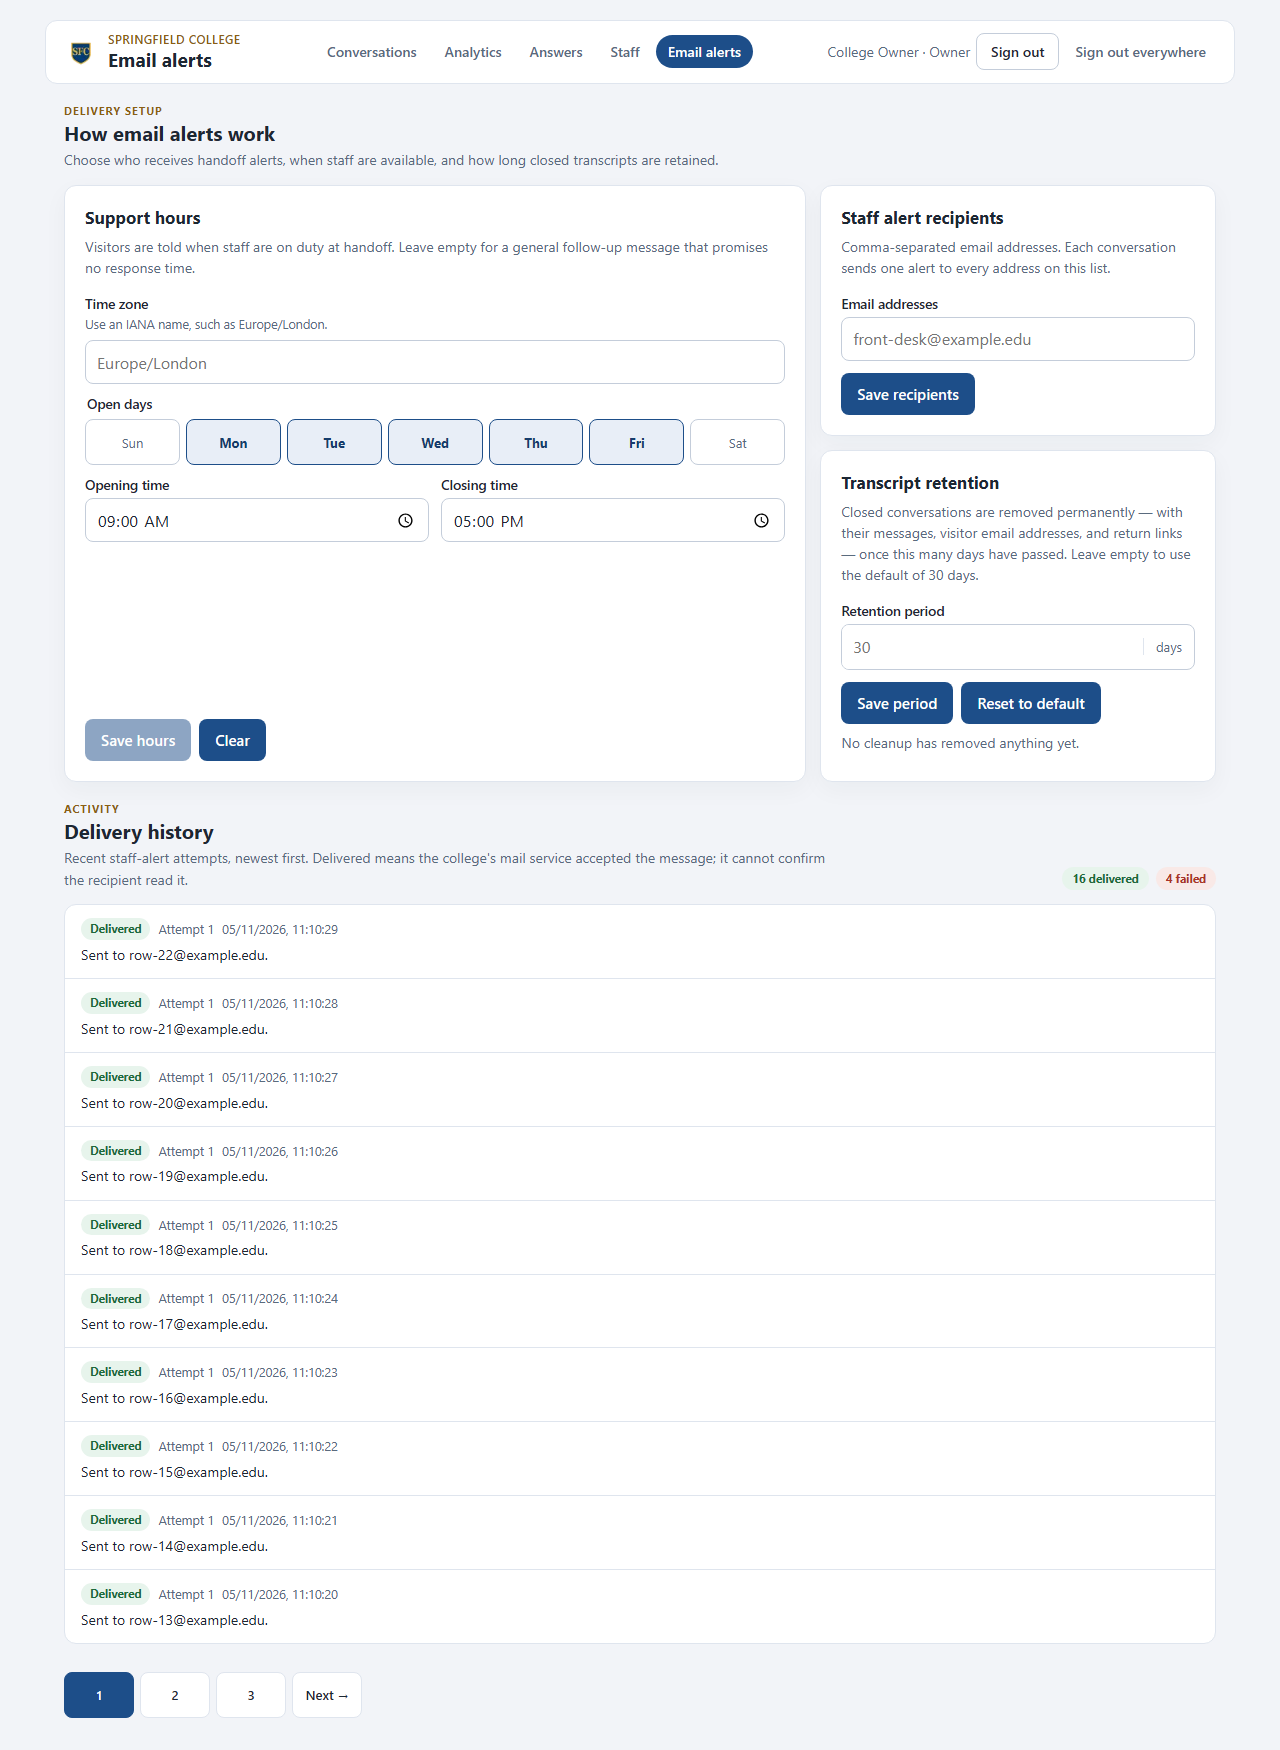 SFC
SPRINGFIELD COLLEGE
Email alerts
Conversations
Analytics
Answers
Staff
Email alerts
College Owner · Owner
Sign out
Sign out everywhere
DELIVERY SETUP
How email alerts work
Choose who receives handoff alerts, when staff are available, and how long closed transcripts are retained.
Support hours
Visitors are told when staff are on duty at handoff. Leave empty for a general follow-up message that promises
no response time.
Time zone
Use an IANA name, such as Europe/London.
Europe/London
Open days
Sun
Mon
Tue
Wed
Thu
Fri
Sat
Opening time
Closing time
09:00 AM
05:00 PM
Save hours
Clear
Staff alert recipients
Comma-separated email addresses. Each conversation
sends one alert to every address on this list.
Email addresses
front-desk@example.edu
Save recipients
Transcript retention
Closed conversations are removed permanently — with
their messages, visitor email addresses, and return links
— once this many days have passed. Leave empty to use
the default of 30 days.
Retention period
30
days
Save period
Reset to default
No cleanup has removed anything yet.
ACTIVITY
Delivery history
Recent staff-alert attempts, newest first. Delivered means the college's mail service accepted the message; it cannot confirm
the recipient read it.
16 delivered
4 failed
Delivered Attempt 1 05/11/2026, 11:10:29
Sent to row-22@example.edu.
Delivered Attempt 1 05/11/2026, 11:10:28
Sent to row-21@example.edu.
Delivered Attempt 1 05/11/2026, 11:10:27
Sent to row-20@example.edu.
Delivered Attempt 1 05/11/2026, 11:10:26
Sent to row-19@example.edu.
Delivered Attempt 1 05/11/2026, 11:10:25
Sent to row-18@example.edu.
Delivered Attempt 1 05/11/2026, 11:10:24
Sent to row-17@example.edu.
Delivered Attempt 1 05/11/2026, 11:10:23
Sent to row-16@example.edu.
Delivered Attempt 1 05/11/2026, 11:10:22
Sent to row-15@example.edu.
Delivered Attempt 1 05/11/2026, 11:10:21
Sent to row-14@example.edu.
Delivered Attempt 1 05/11/2026, 11:10:20
Sent to row-13@example.edu.
1
2
3
Next →